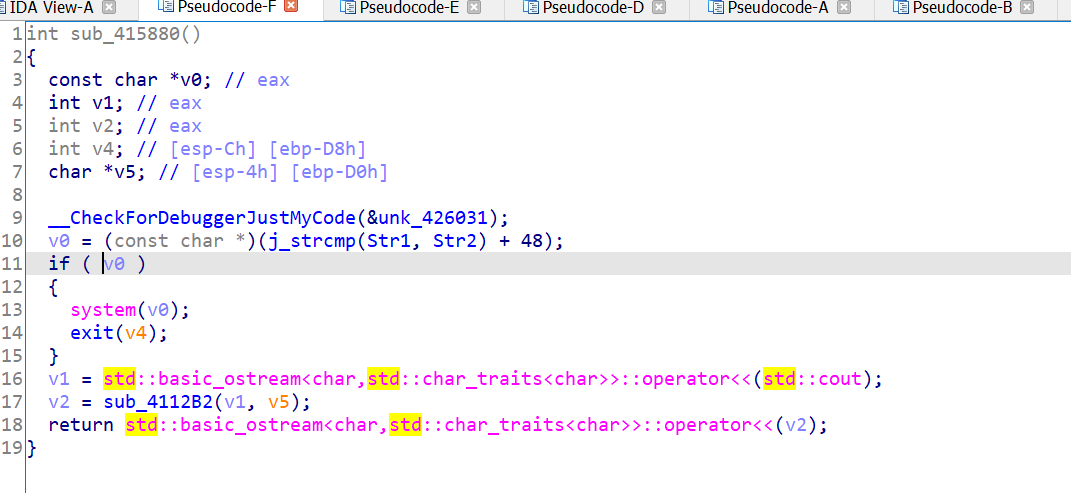 IDA View-A Pseudocode-F Pseudocode-E Pseudocode-D Pseudocode-A Pseudocode-B
1 int sub_415880()
2 {
3   const char *v0; // eax
4   int v1; // eax
5   int v2; // eax
6   int v4; // [esp-Ch] [ebp-D8h]
7   char *v5; // [esp-4h] [ebp-D0h]
8
9   __CheckForDebuggerJustMyCode(&unk_426031);
10   v0 = (const char *)(j_strcmp(Str1, Str2) + 48);
11   if ( v0 )
12   {
13     system(v0);
14     exit(v4);
15   }
16   v1 = std::basic_ostream<char,std::char_traits<char>>::operator<<(std::cout);
17   v2 = sub_4112B2(v1, v5);
18   return std::basic_ostream<char,std::char_traits<char>>::operator<<(v2);
19 }